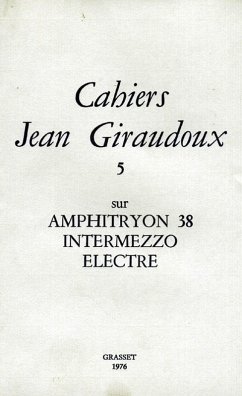 Cahiers
Jean Giraudoux
5
sur
AMPHITRYON 38
INTERMEZZO
ELECTRE
GRASSET
1976